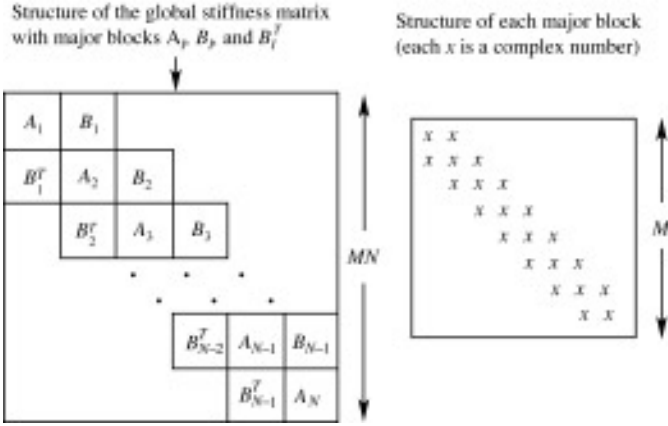 Structure of the global stiffness matrix
with major blocks A_i, B_i, and B_i^T
Structure of each major block
(each x is a complex number)
A_1 B_1
B_1^T A_2 B_2
B_2^T A_3 B_3
B_{N-2}^T A_{N-1} B_{N-1}
B_{N-1}^T A_N
MN
x x
x x x
x x x
x x x
x x x
x x x
x x x
x x
M